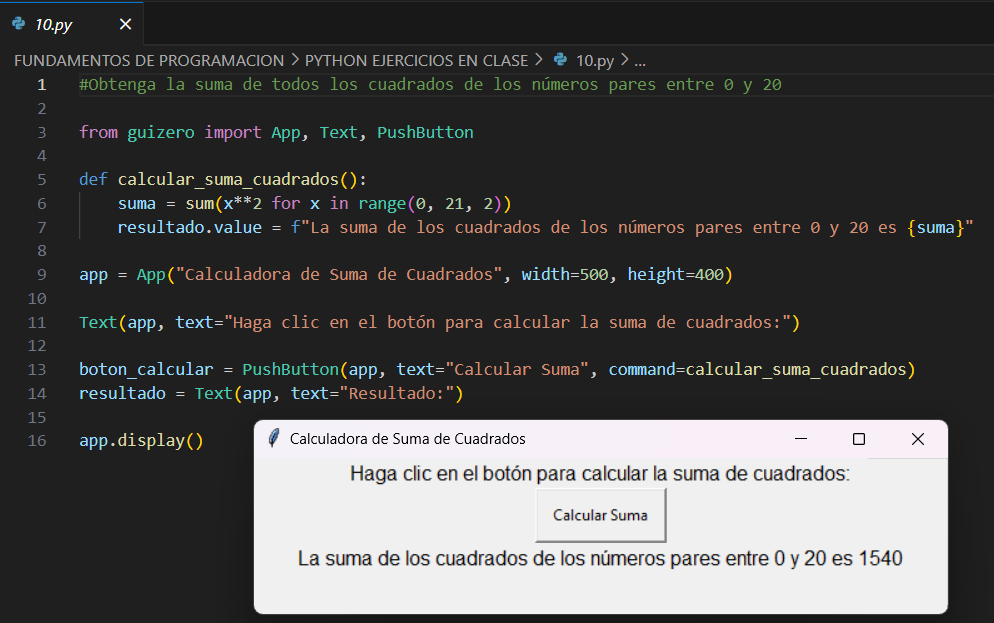 10.py
FUNDAMENTOS DE PROGRAMACION > PYTHON EJERCICIOS EN CLASE > 10.py > ...
1 #Obtenga la suma de todos los cuadrados de los números pares entre 0 y 20
2
3 from guizero import App, Text, PushButton
4
5 def calcular_suma_cuadrados():
6     suma = sum(x**2 for x in range(0, 21, 2))
7     resultado.value = f"La suma de los cuadrados de los números pares entre 0 y 20 es {suma}"
8
9 app = App("Calculadora de Suma de Cuadrados", width=500, height=400)
10
11 Text(app, text="Haga clic en el botón para calcular la suma de cuadrados:")
12
13 boton_calcular = PushButton(app, text="Calcular Suma", command=calcular_suma_cuadrados)
14 resultado = Text(app, text="Resultado:")
15
16 app.display()
Calculadora de Suma de Cuadrados
Haga clic en el botón para calcular la suma de cuadrados:
Calcular Suma
La suma de los cuadrados de los números pares entre 0 y 20 es 1540